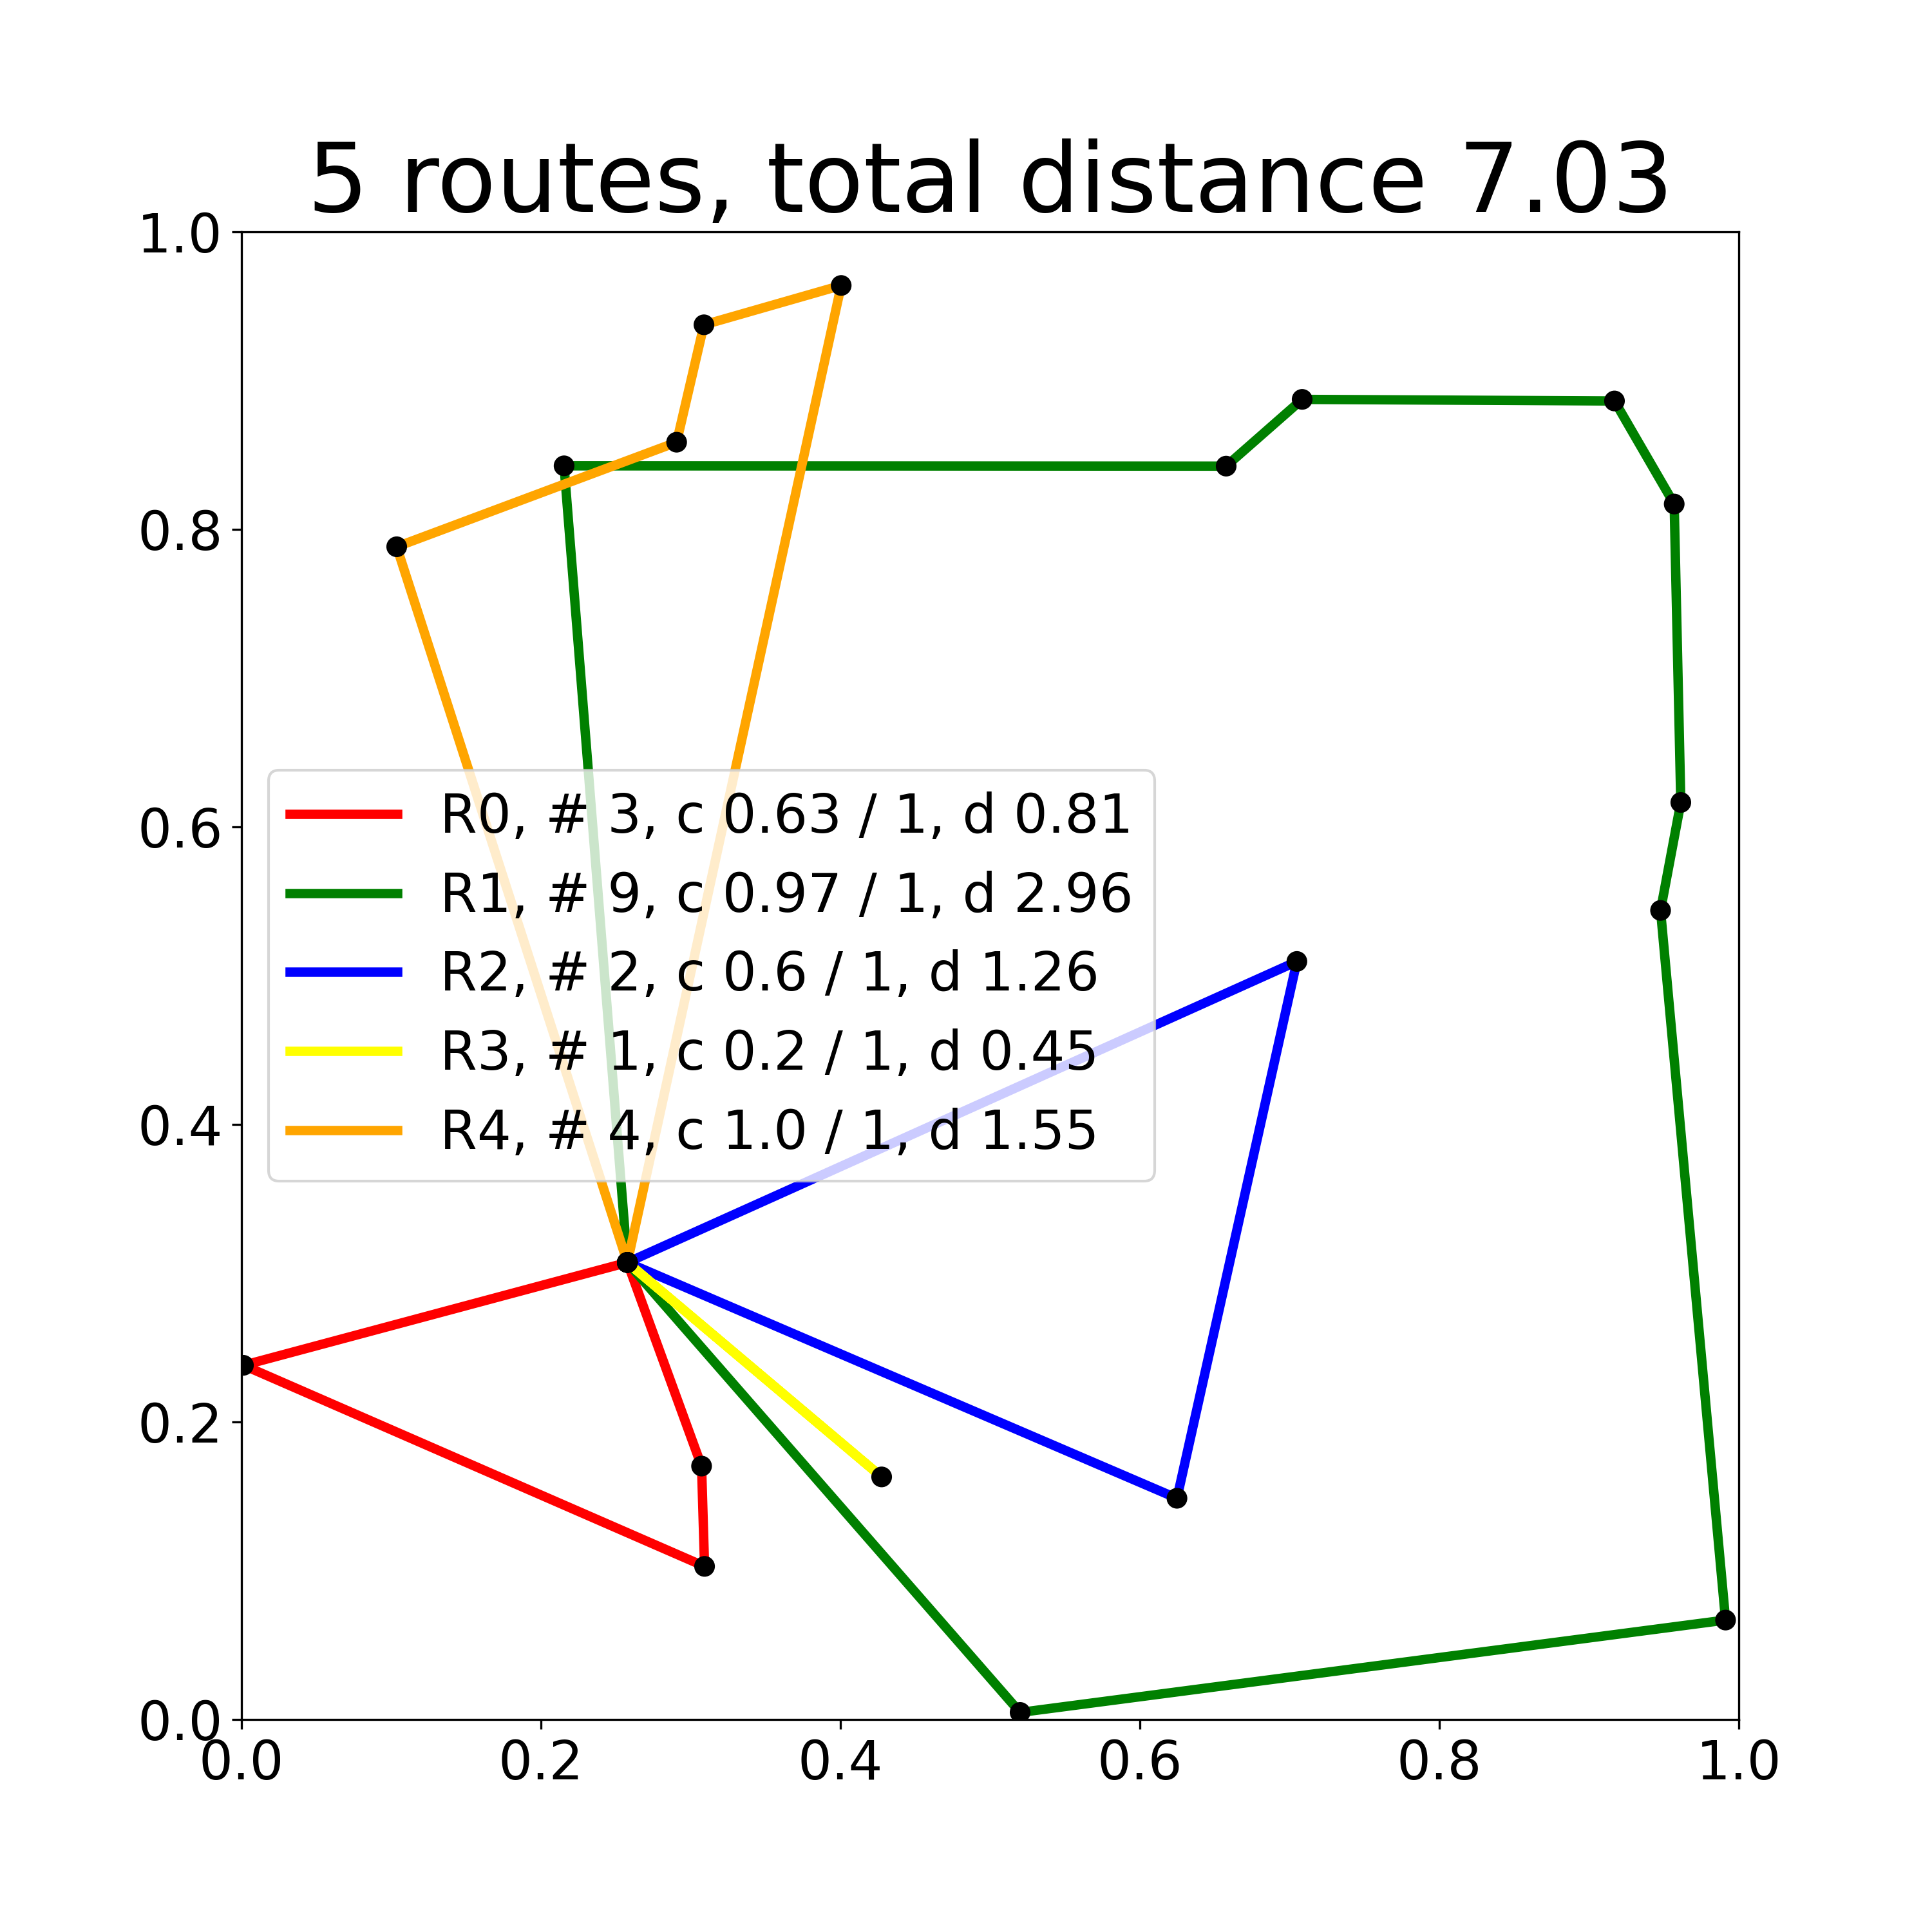 5 routes, total distance 7.03
1.0
0.8
0.6
0.4
0.2
0.0
R0, # 3, c 0.63 / 1, d 0.81
R1, # 9, c 0.97 / 1, d 2.96
R2, # 2, c 0.6 / 1, d 1.26
R3, # 1, c 0.2 / 1, d 0.45
R4, # 4, c 1.0 / 1, d 1.55
0.0 0.2 0.4 0.6 0.8 1.0